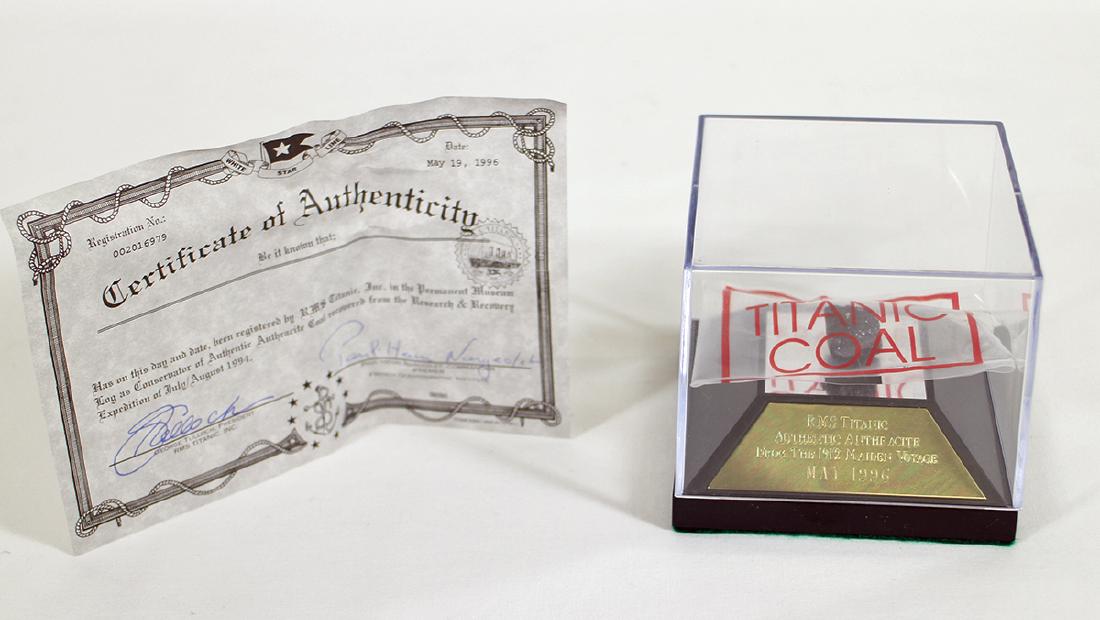 WHITE STAR LINE
Date:
May 19, 1996
Registration No.:
002016979
Certificate of Authenticity
Be it known that:
Has on this day and date, been registered by RMS Titanic, Inc. in the Permanent Museum
Log as Conservator of Authentic Anthracite Coal recovered from the Research & Recovery
Expedition of July/August 1994.
GEORGE TULLOCH, PRESIDENT
RMS TITANIC, INC.
TITANIC
COAL
RMS TITANIC
AUTHENTIC ANTHRACITE
FROM THE 1912 MAIDEN VOYAGE
MAY 1996